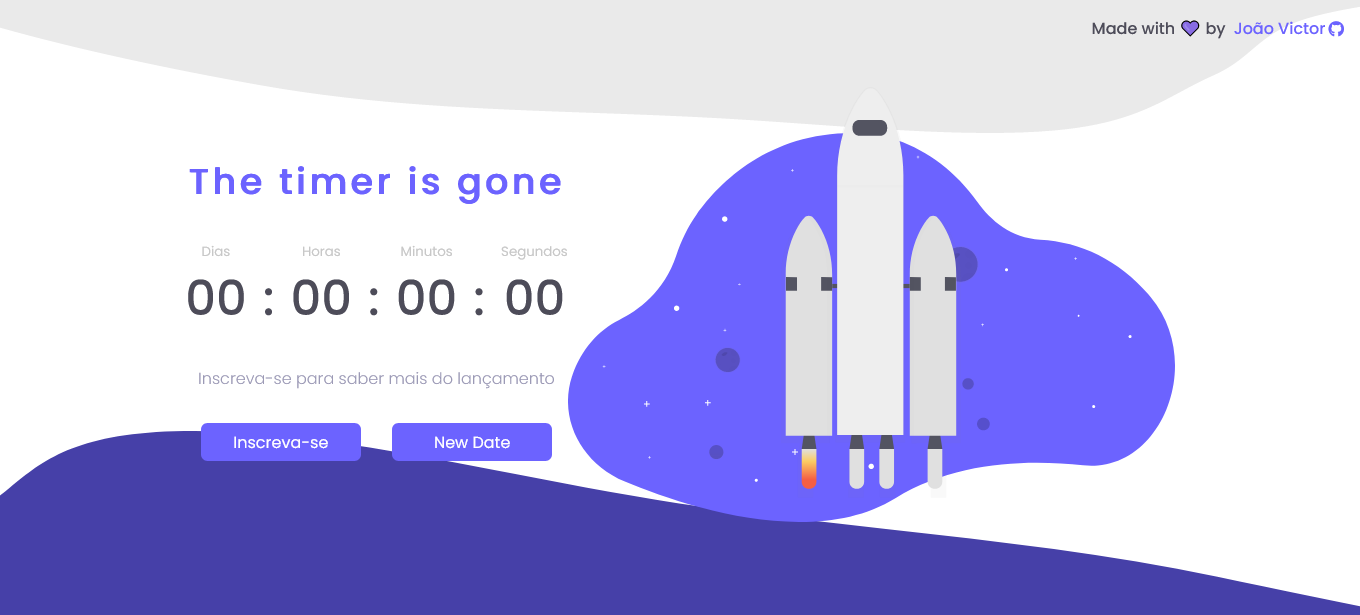 Made with 💜 by João Victor
The timer is gone
Dias Horas Minutos Segundos
00 : 00 : 00 : 00
Inscreva-se para saber mais do lançamento
Inscreva-se New Date